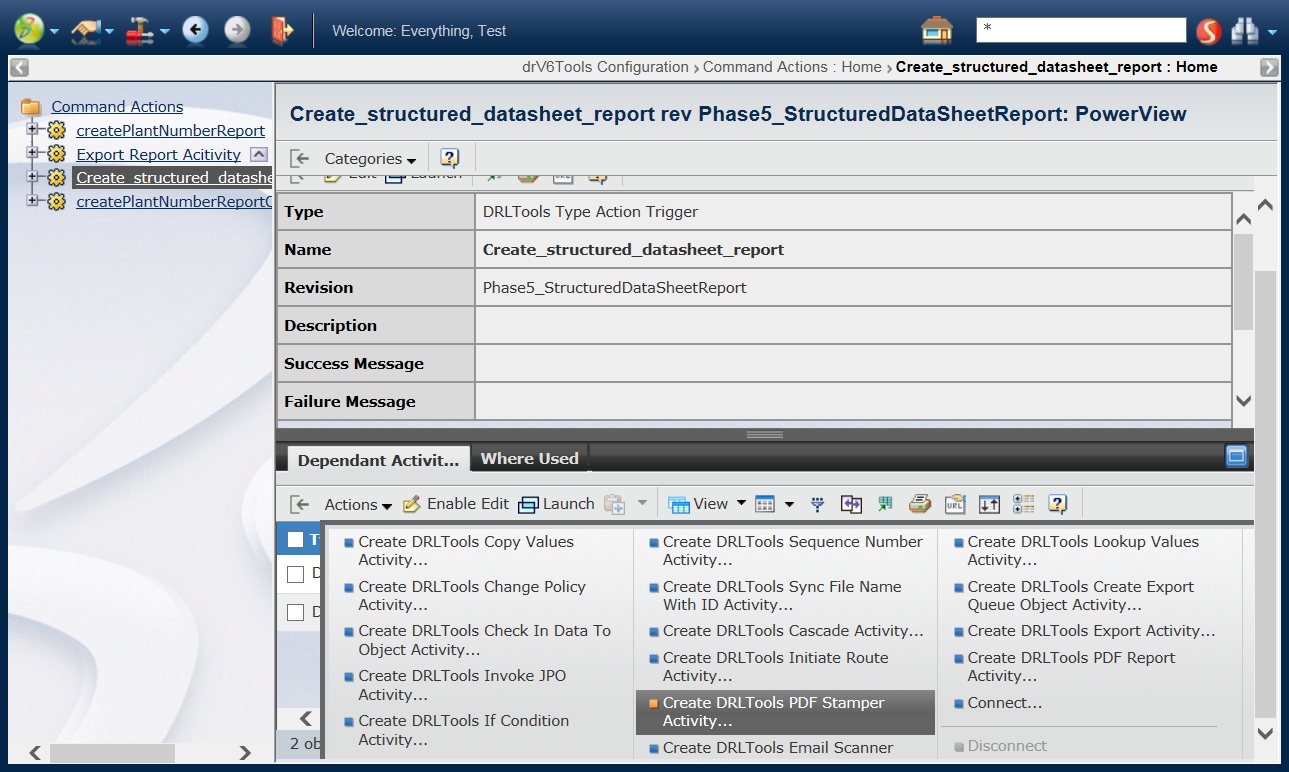 Welcome: Everything, Test
*
drV6Tools Configuration › Command Actions : Home › Create_structured_datasheet_report : Home
Command Actions
createPlantNumberReport
Export Report Acitivity
Create_structured_datashe
createPlantNumberReportC
Create_structured_datasheet_report rev Phase5_StructuredDataSheetReport: PowerView
Categories
Edit Launch
Type DRLTools Type Action Trigger
Name Create_structured_datasheet_report
Revision Phase5_StructuredDataSheetReport
Description
Success Message
Failure Message
Dependant Activit... Where Used
Actions Enable Edit Launch View URL
T
D
D
2 ob
Create DRLTools Copy Values
Activity...
Create DRLTools Change Policy
Activity...
Create DRLTools Check In Data To
Object Activity...
Create DRLTools Invoke JPO
Activity...
Create DRLTools If Condition
Activity...
Create DRLTools Sequence Number
Activity...
Create DRLTools Sync File Name
With ID Activity...
Create DRLTools Cascade Activity...
Create DRLTools Initiate Route
Activity...
Create DRLTools PDF Stamper
Activity...
Create DRLTools Email Scanner
Create DRLTools Lookup Values
Activity...
Create DRLTools Create Export
Queue Object Activity...
Create DRLTools Export Activity...
Create DRLTools PDF Report
Activity...
Connect...
Disconnect